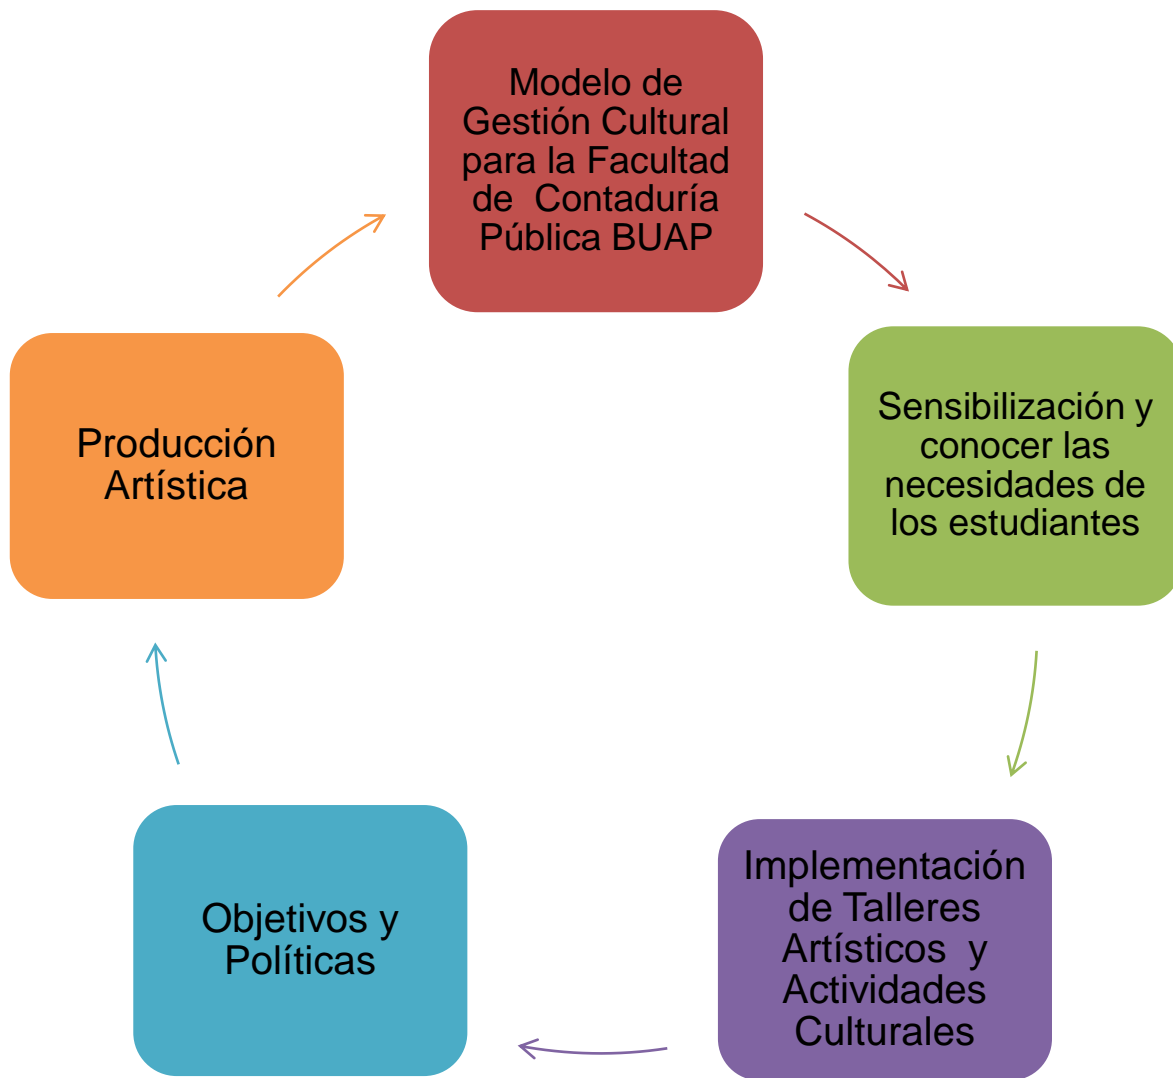 Modelo de
Gestión Cultural
para la Facultad
de  Contaduría
Pública BUAP
Sensibilización y
conocer las
necesidades de
los estudiantes
Implementación
de Talleres
Artísticos  y
Actividades
Culturales
Objetivos y
Políticas
Producción
Artística